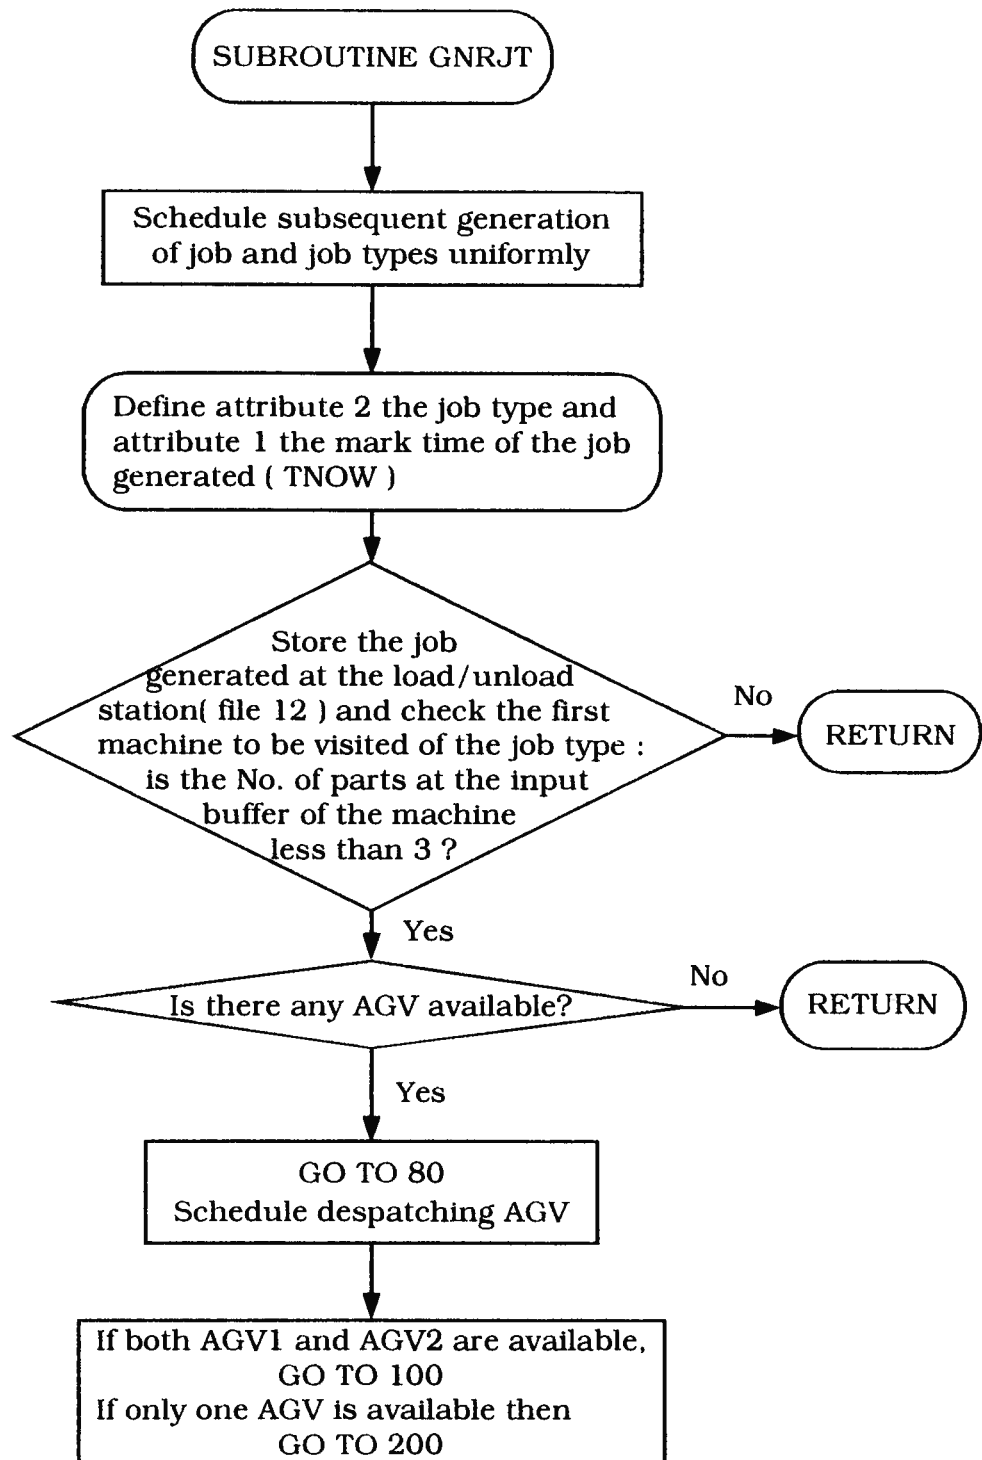 SUBROUTINE GNRJT
Schedule subsequent generation
of job and job types uniformly
Define attribute 2 the job type and
attribute 1 the mark time of the job
generated ( TNOW )
Store the job
generated at the load/unload
station( file 12 ) and check the first
machine to be visited of the job type :
is the No. of parts at the input
buffer of the machine
less than 3 ?
No
RETURN
Yes
Is there any AGV available?
No
RETURN
Yes
GO TO 80
Schedule despatching AGV
If both AGV1 and AGV2 are available,
GO TO 100
If only one AGV is available then
GO TO 200